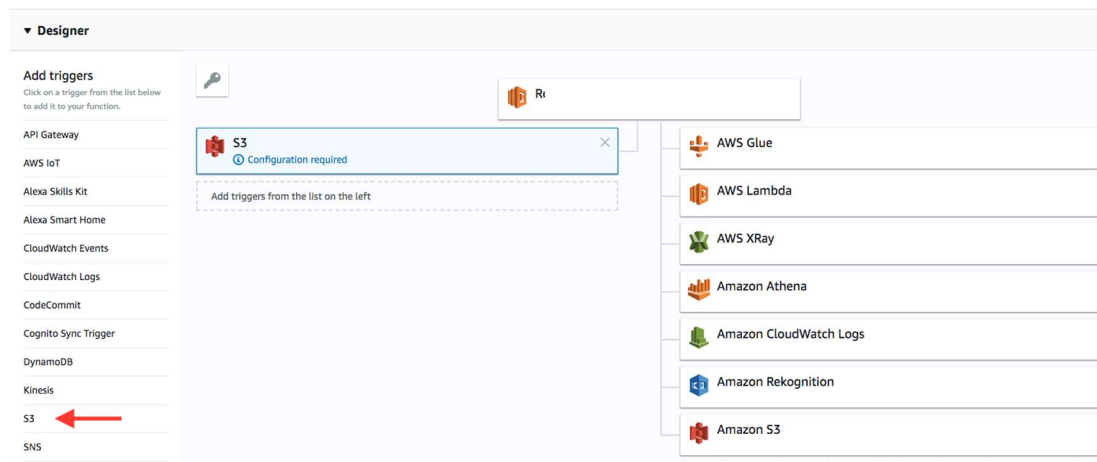 Designer
Add triggers
Click on a trigger from the list below
to add it to your function.
API Gateway
AWS IoT
Alexa Skills Kit
Alexa Smart Home
CloudWatch Events
CloudWatch Logs
CodeCommit
Cognito Sync Trigger
DynamoDB
Kinesis
S3
SNS
S3
Configuration required
Add triggers from the list on the left
AWS Glue
AWS Lambda
AWS XRay
Amazon Athena
Amazon CloudWatch Logs
Amazon Rekognition
Amazon S3